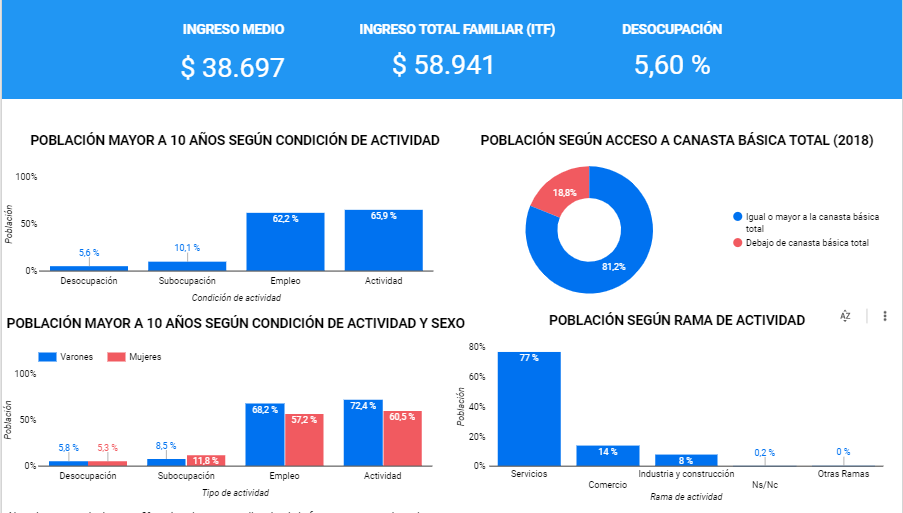 INGRESO MEDIO
$ 38.697
INGRESO TOTAL FAMILIAR (ITF)
$ 58.941
DESOCUPACIÓN
5,60 %
POBLACIÓN MAYOR A 10 AÑOS SEGÚN CONDICIÓN DE ACTIVIDAD
Población
100%
50%
0%
5,6 %
10,1 %
62,2 %
65,9 %
Desocupación
Subocupación
Empleo
Actividad
Condición de actividad
POBLACIÓN SEGÚN ACCESO A CANASTA BÁSICA TOTAL (2018)
18,8%
81,2%
Igual o mayor a la canasta básica
total
Debajo de canasta básica total
POBLACIÓN MAYOR A 10 AÑOS SEGÚN CONDICIÓN DE ACTIVIDAD Y SEXO
Varones
Mujeres
Población
100%
50%
0%
5,8 %
5,3 %
8,5 %
11,8 %
68,2 %
57,2 %
72,4 %
60,5 %
Desocupación
Subocupación
Empleo
Actividad
Tipo de actividad
POBLACIÓN SEGÚN RAMA DE ACTIVIDAD
AZ
Población
80%
60%
40%
20%
0%
77 %
14 %
8 %
0,2 %
0 %
Servicios
Comercio
Industria y construcción
Ns/Nc
Otras Ramas
Rama de actividad